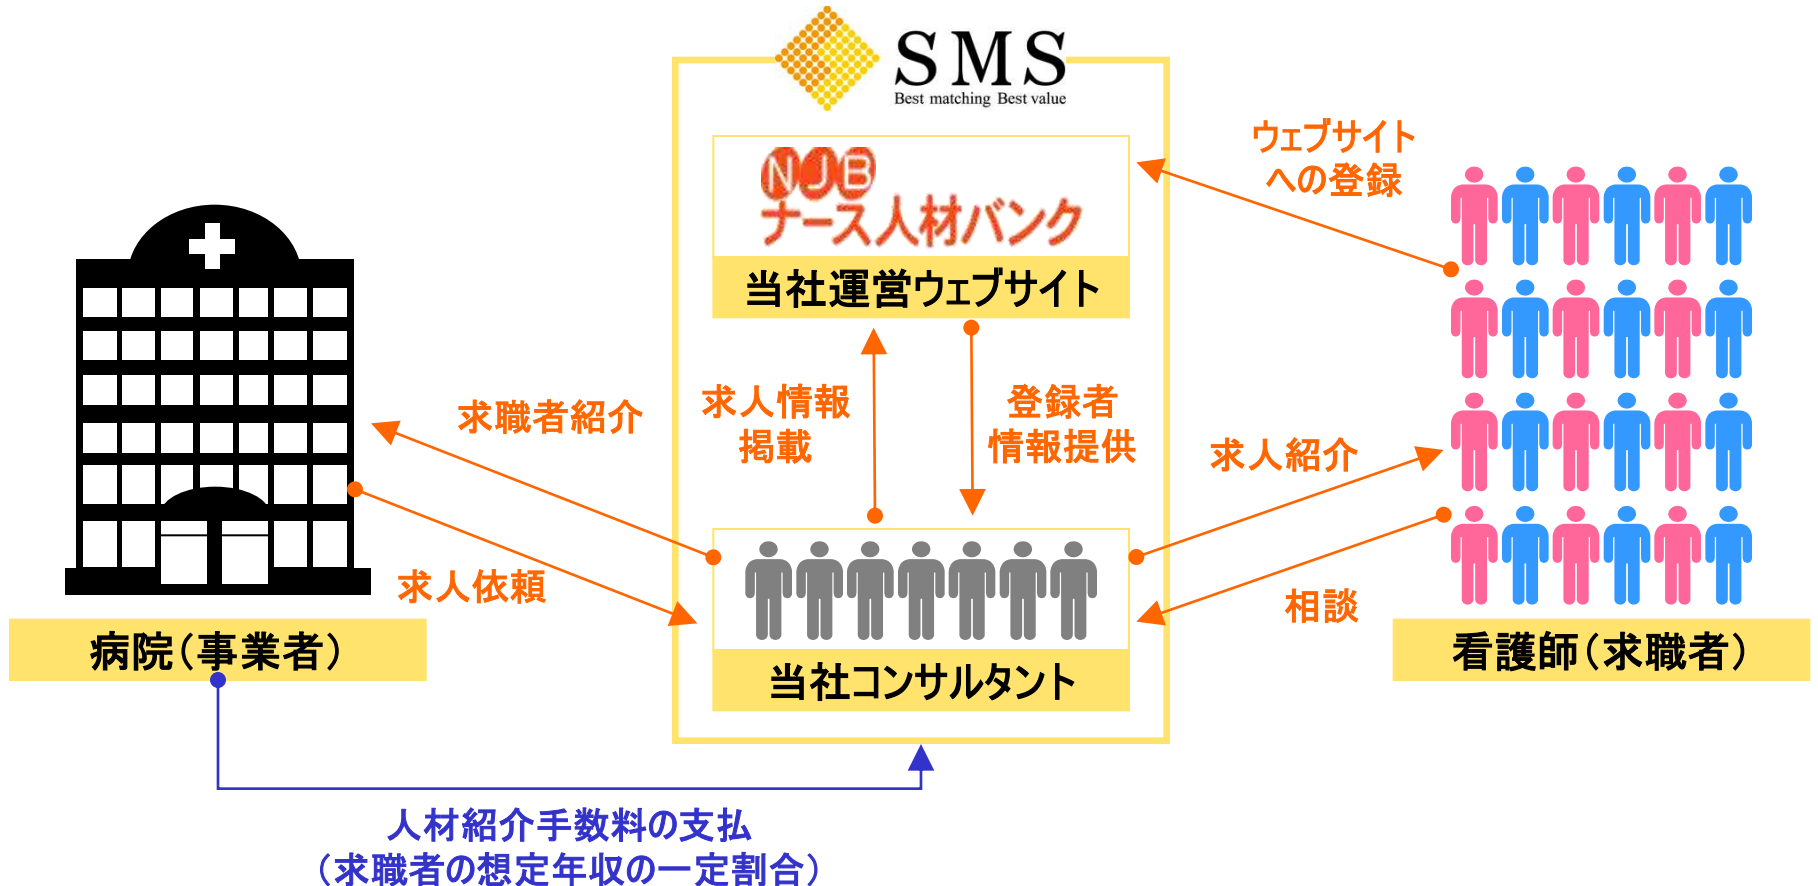 SMS
Best matching Best value
NJB
ナース人材バンク
当社運営ウェブサイト
ウェブサイト
への登録
求職者紹介
求人情報
掲載
登録者
情報提供
求人紹介
求人依頼
相談
病院（事業者）
当社コンサルタント
看護師（求職者）
人材紹介手数料の支払
（求職者の想定年収の一定割合）